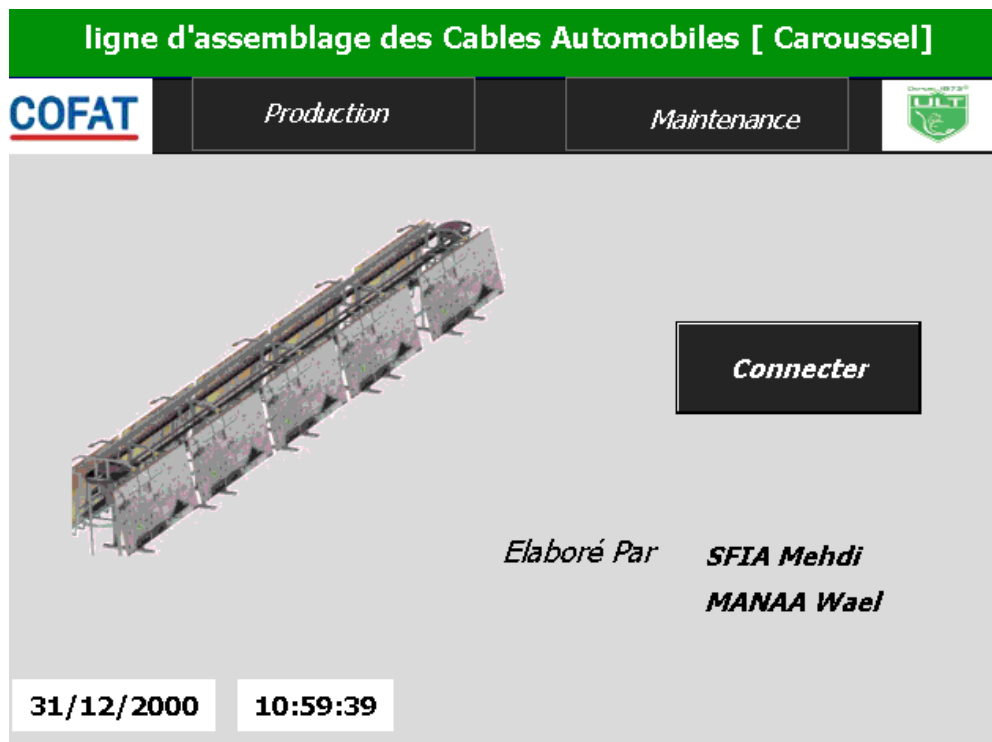 ligne d'assemblage des Cables Automobiles [ Caroussel]
COFAT
Production
Maintenance
ULT
Connecter
Elaboré Par
SFIA Mehdi
MANAA Wael
31/12/2000
10:59:39